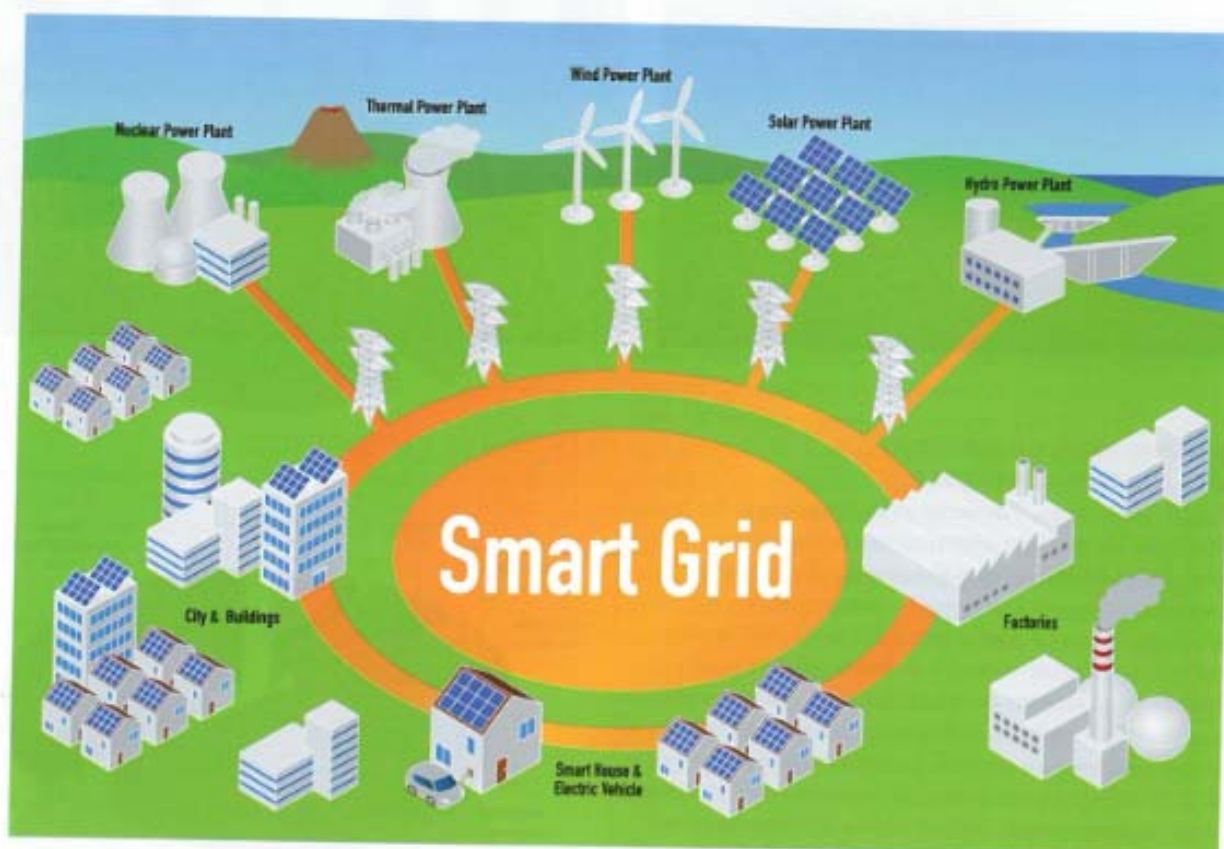 Wind Power Plant
Thermal Power Plant
Solar Power Plant
Nuclear Power Plant
Hydro Power Plant
Smart Grid
City & Buildings
Factories
Smart House &
Electric Vehicle